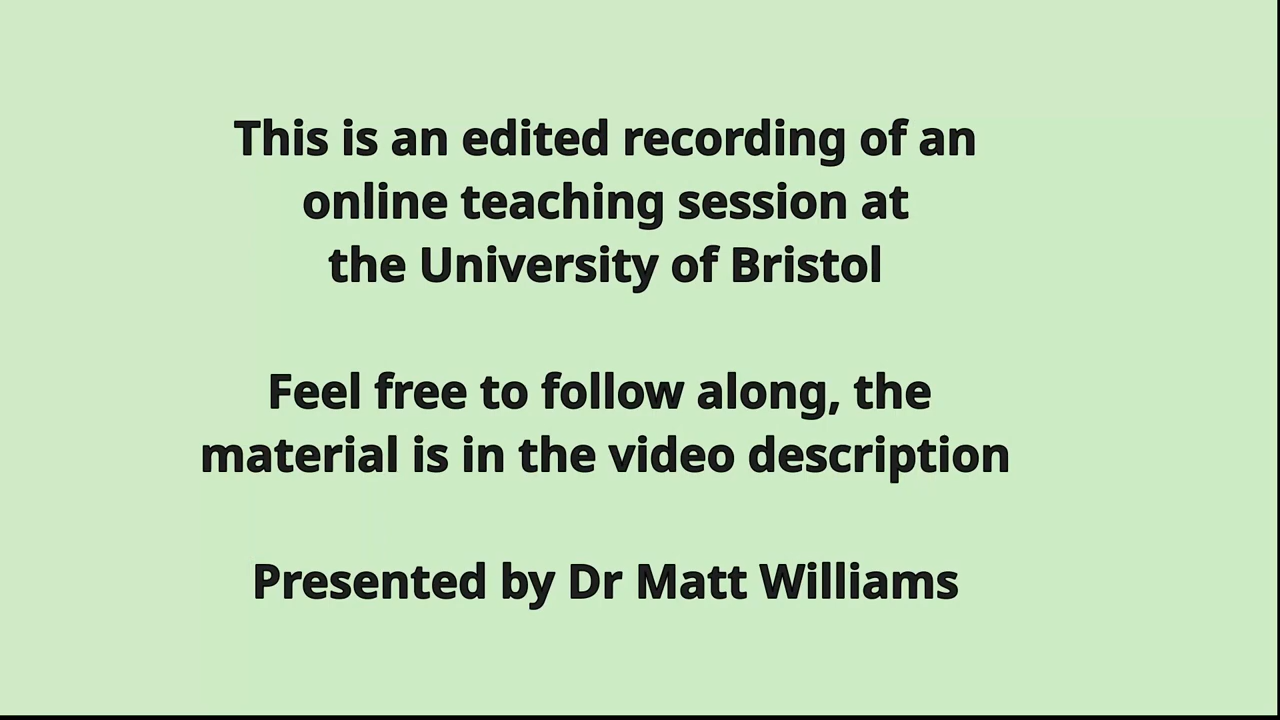 This is an edited recording of an
online teaching session at
the University of Bristol
Feel free to follow along, the
material is in the video description
Presented by Dr Matt Williams